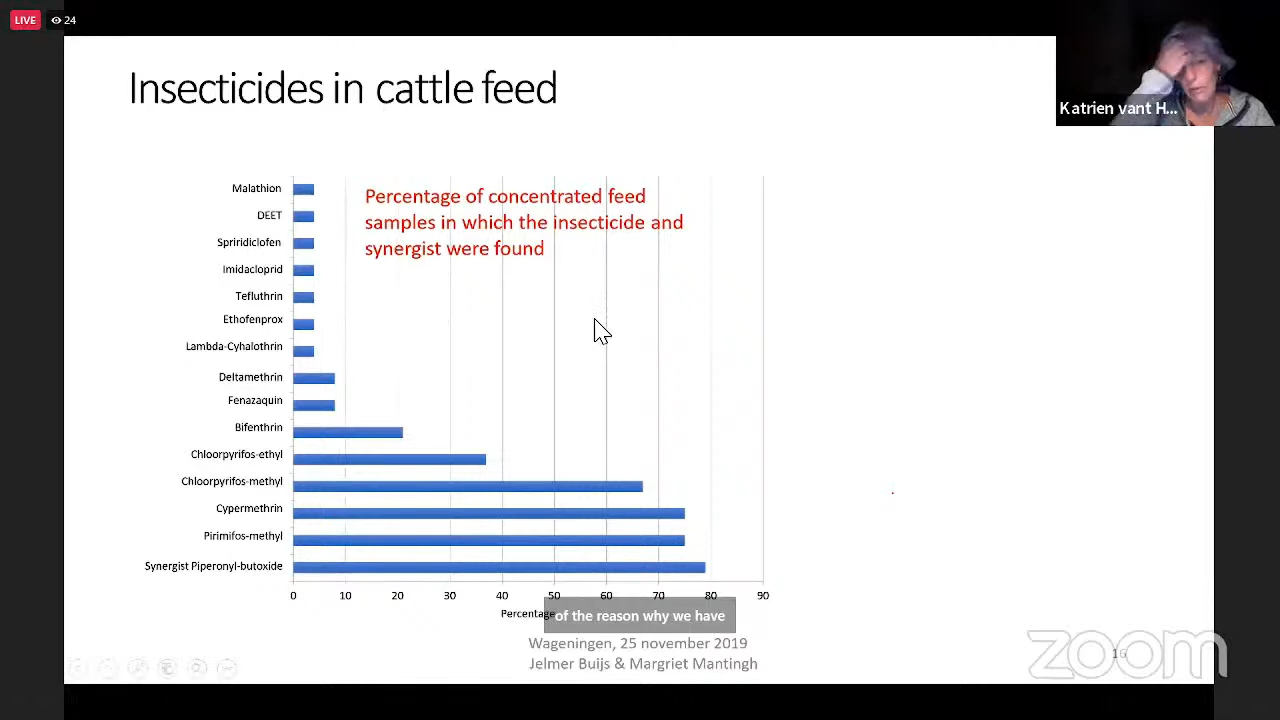 LIVE
24
Insecticides in cattle feed
Katrien vant H...
Percentage of concentrated feed
samples in which the insecticide and
synergist were found
Malathion
DEET
Spriridiclofen
Imidacloprid
Tefluthrin
Ethofenprox
Lambda-Cyhalothrin
Deltamethrin
Fenazaquin
Bifenthrin
Chloorpyrifos-ethyl
Chloorpyrifos-methyl
Cypermethrin
Pirimifos-methyl
Synergist Piperonyl-butoxide
0 10 20 30 40 50 60 70 80 90
Percentage
of the reason why we have
Wageningen, 25 november 2019
Jelmer Buijs & Margriet Mantingh
16
zoom